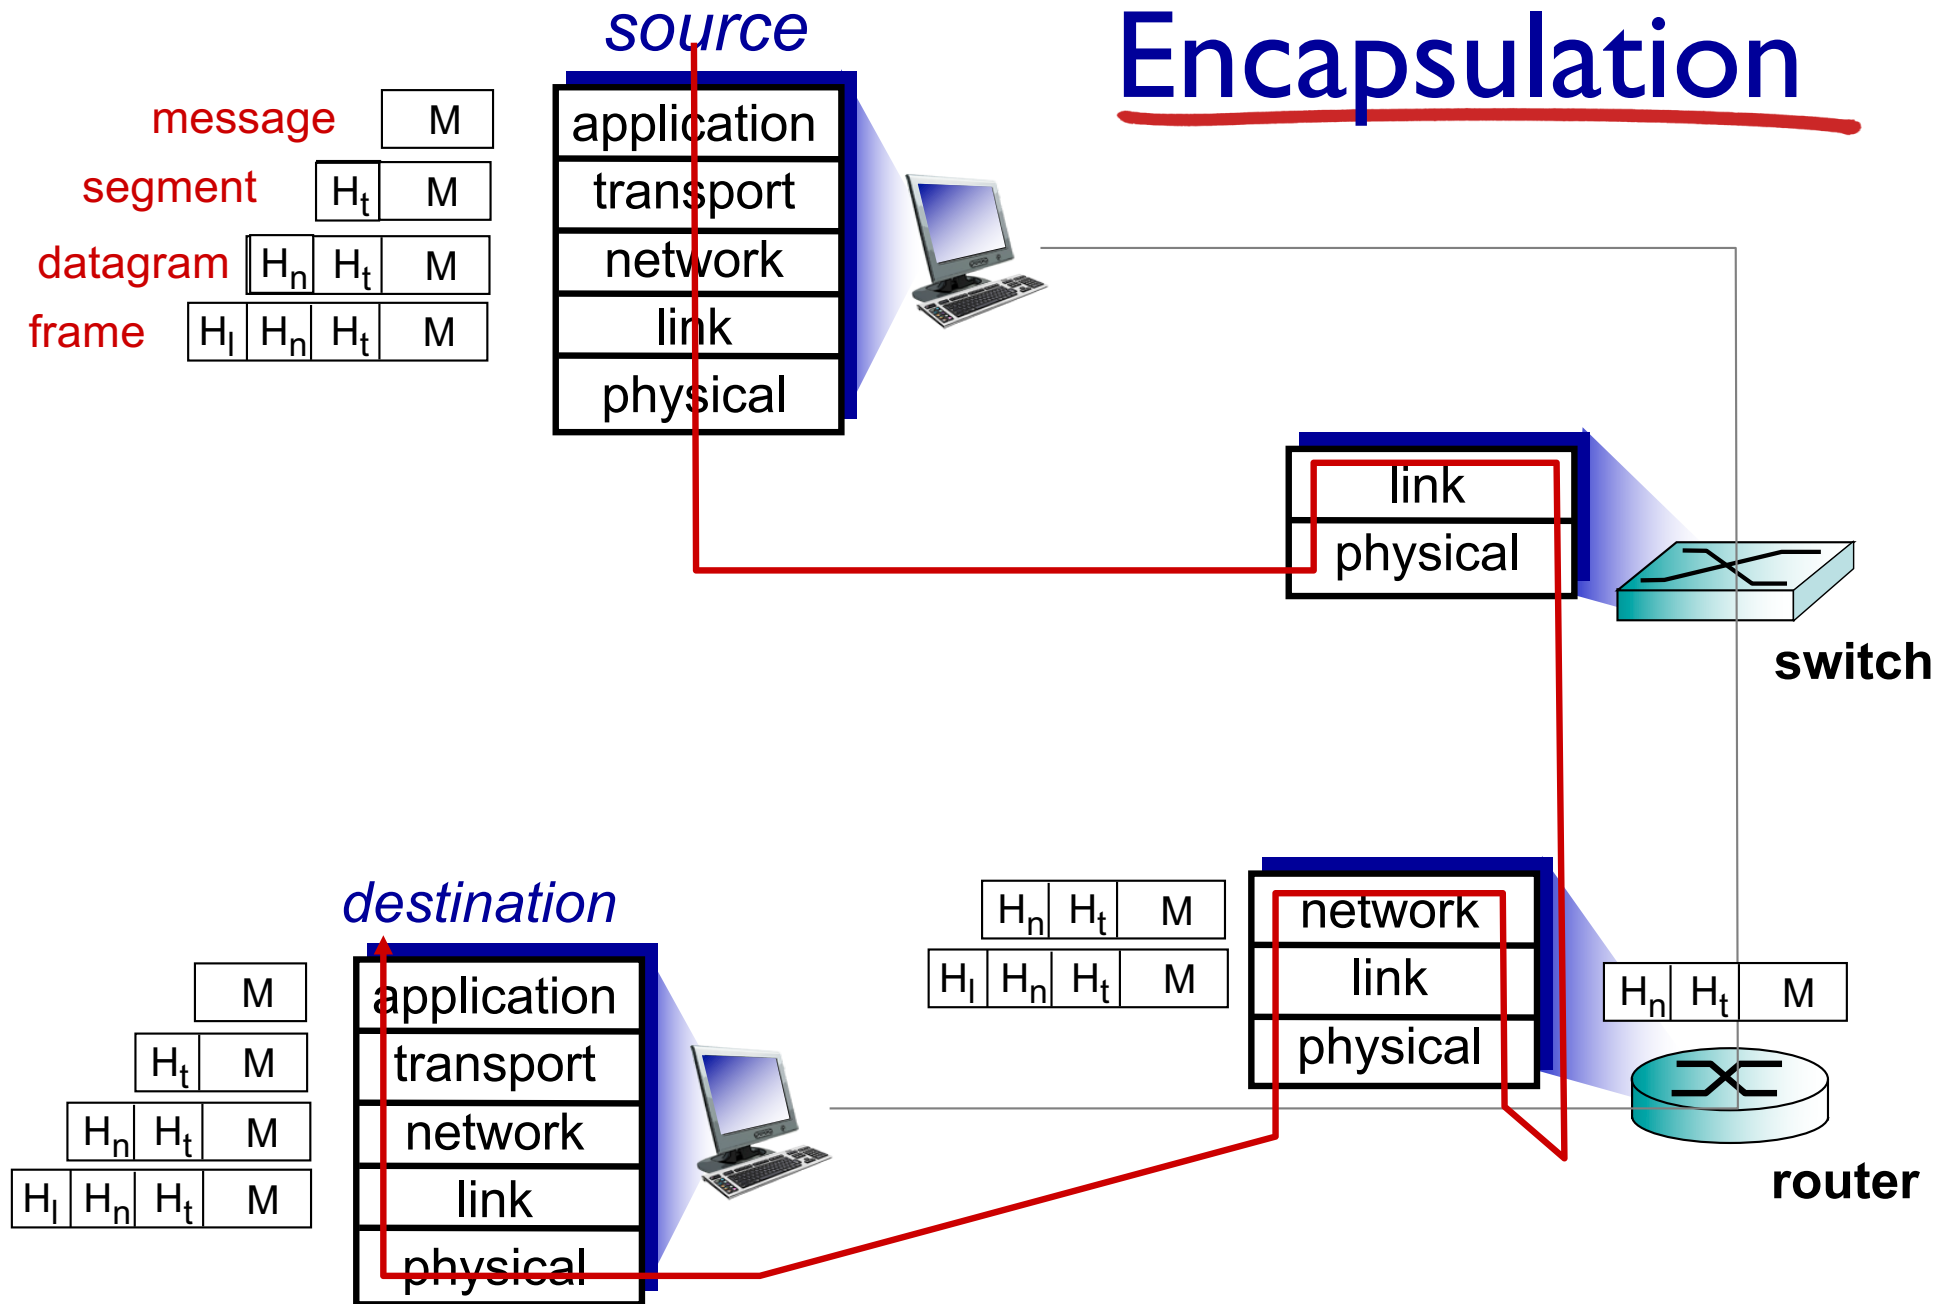 source
Encapsulation
message M
segment Ht M
datagram Hn Ht M
frame Hl Hn Ht M
application
transport
network
link
physical
link
physical
switch
destination
M
Ht M
Hn Ht M
Hl Hn Ht M
application
transport
network
link
physical
Hn Ht M
Hl Hn Ht M
network
link
physical
Hn Ht M
router